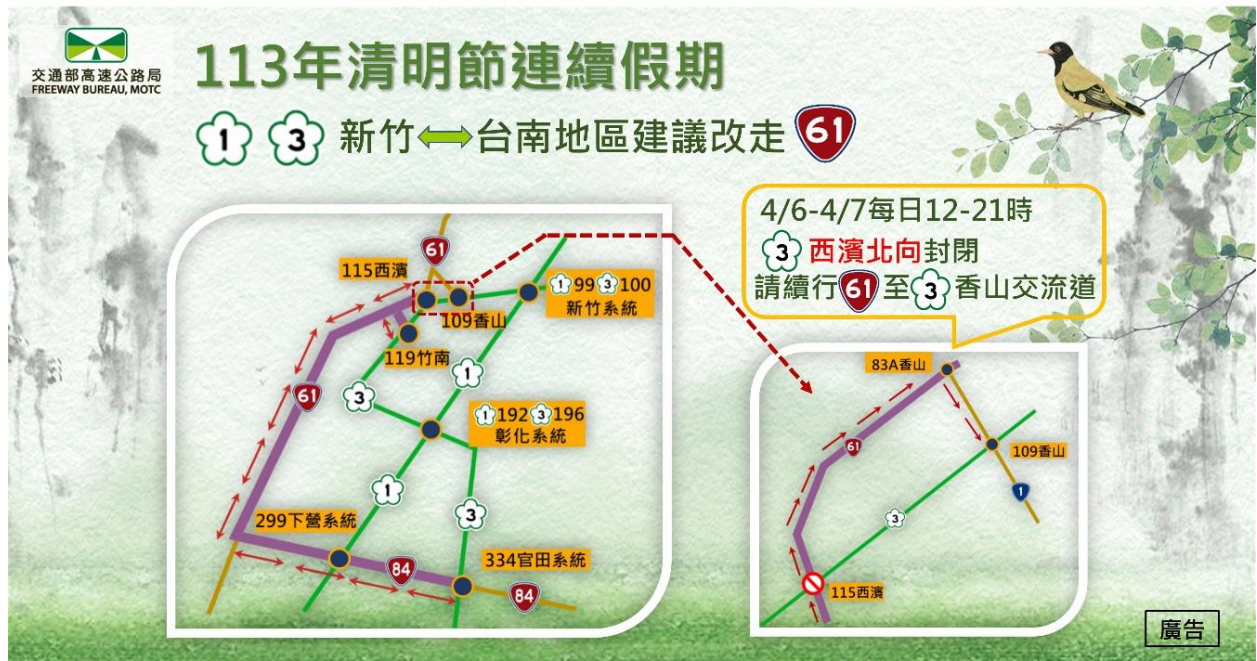 交通部高速公路局
FREEWAY BUREAU, MOTC
113年清明節連續假期
1 3 新竹⟷台南地區建議改走 61
4/6-4/7每日12-21時
3 西濱北向封閉
請續行 61 至 3 香山交流道
61
115西濱
1 99 3 100
新竹系統
109香山
119竹南
1
3
61
1 192 3 196
彰化系統
1
3
299下營系統
334官田系統
84
84
83A香山
61
109香山
1
3
115西濱
廣告